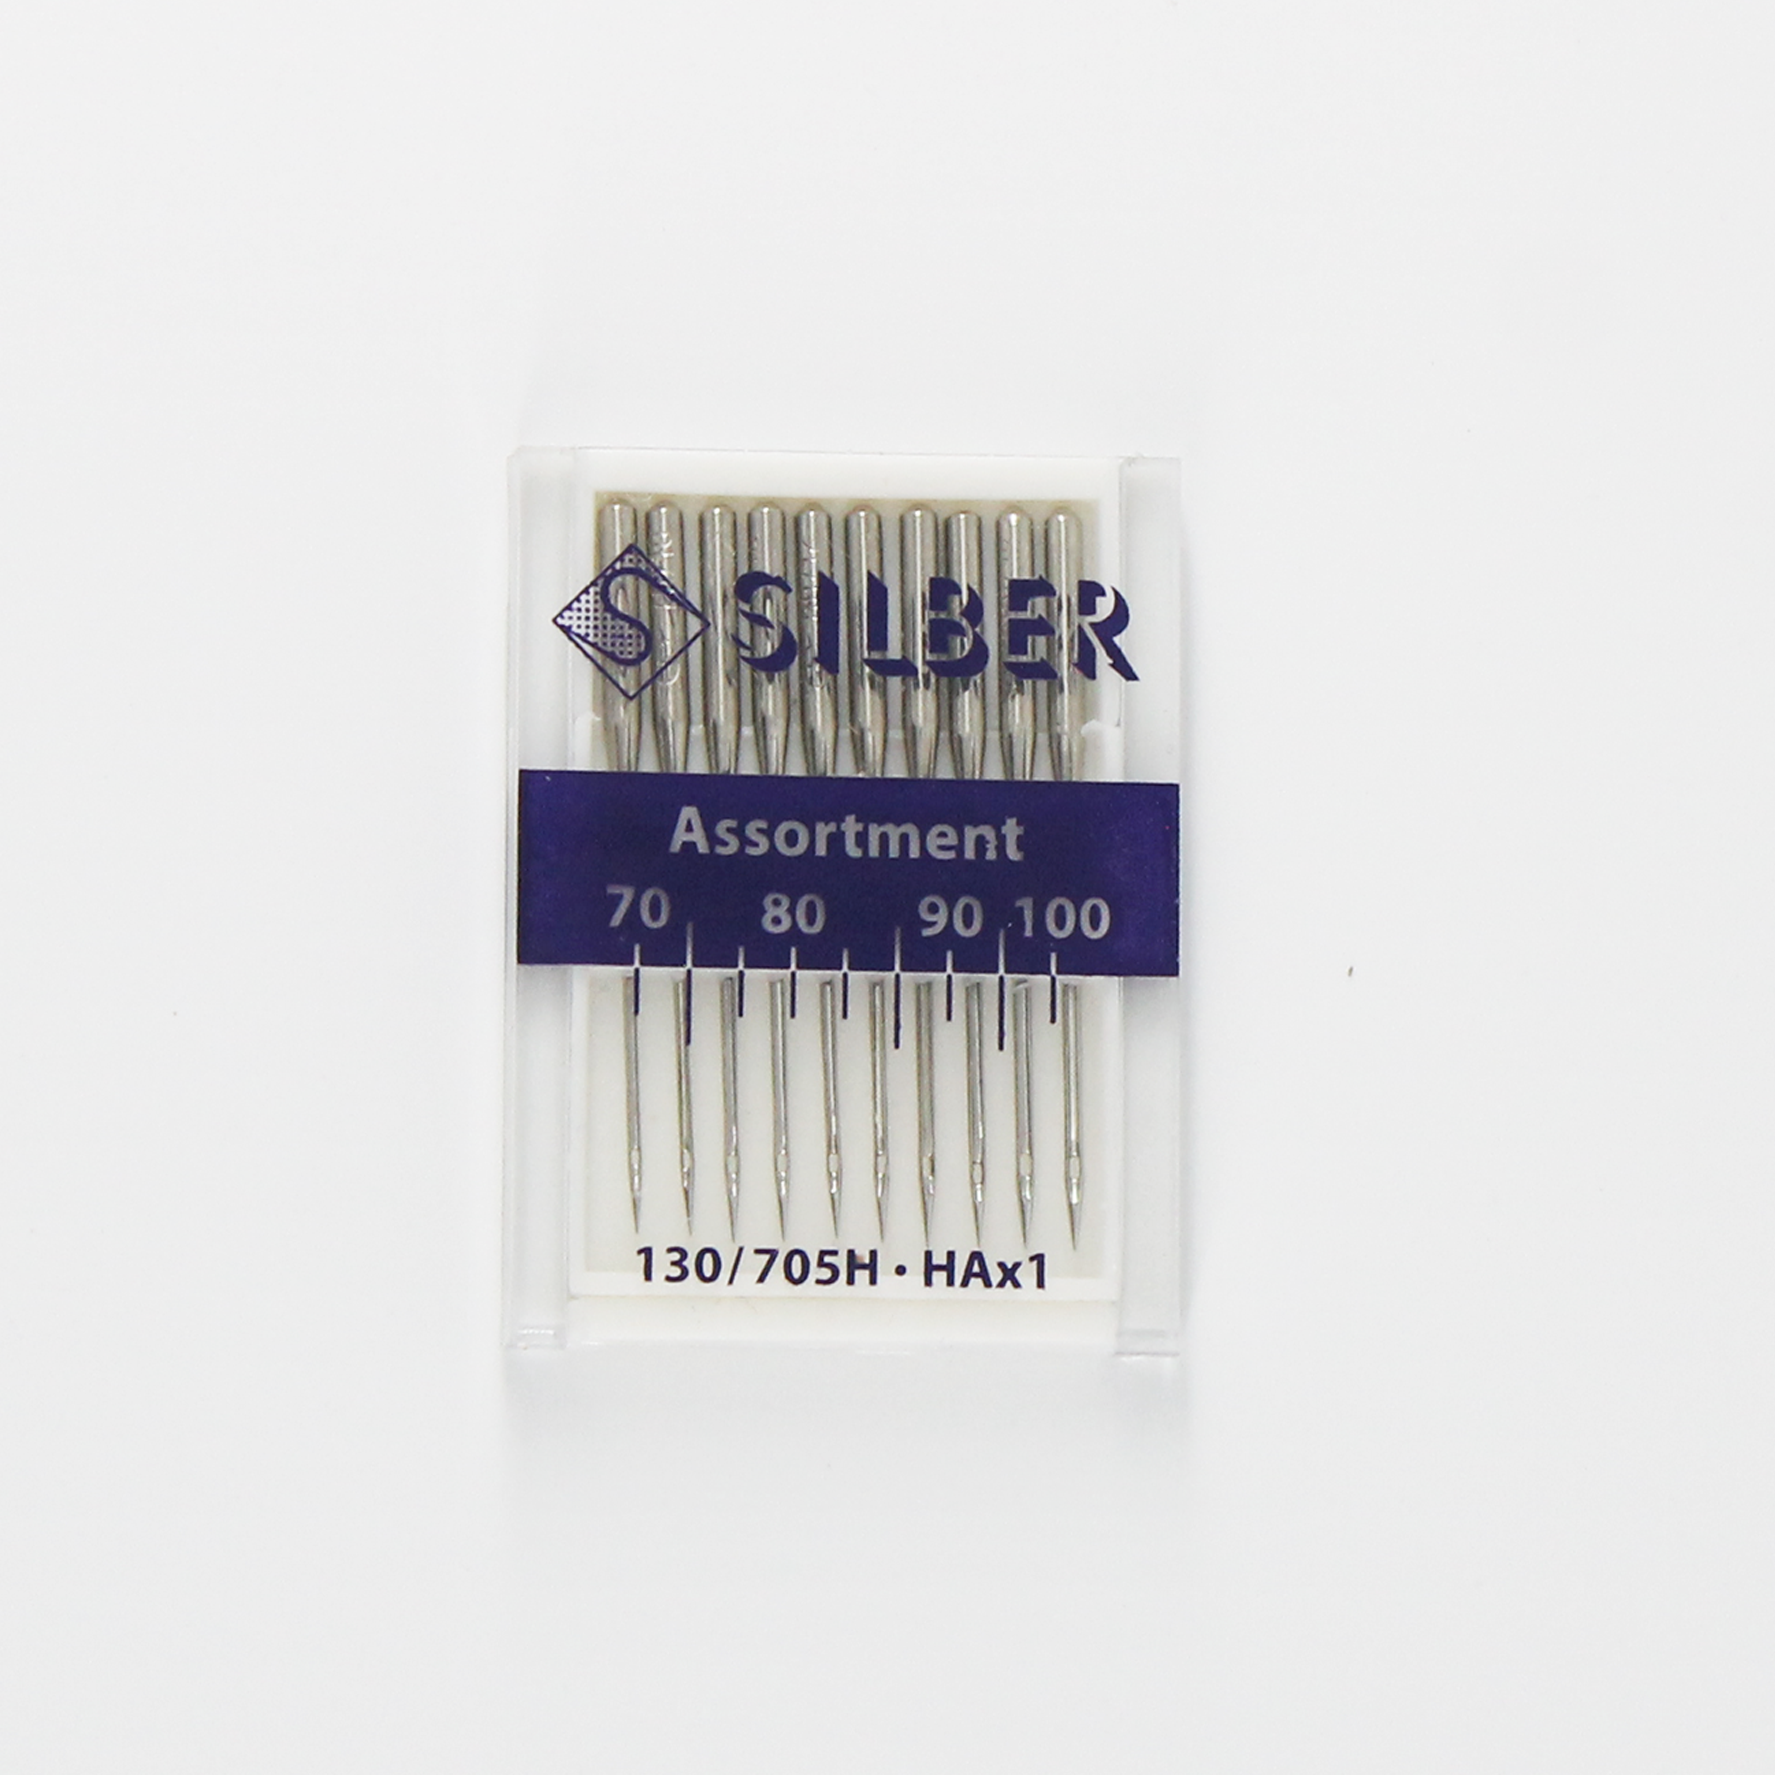 S SILBER
Assortment
70 80 90 100
130/705H • HAx1